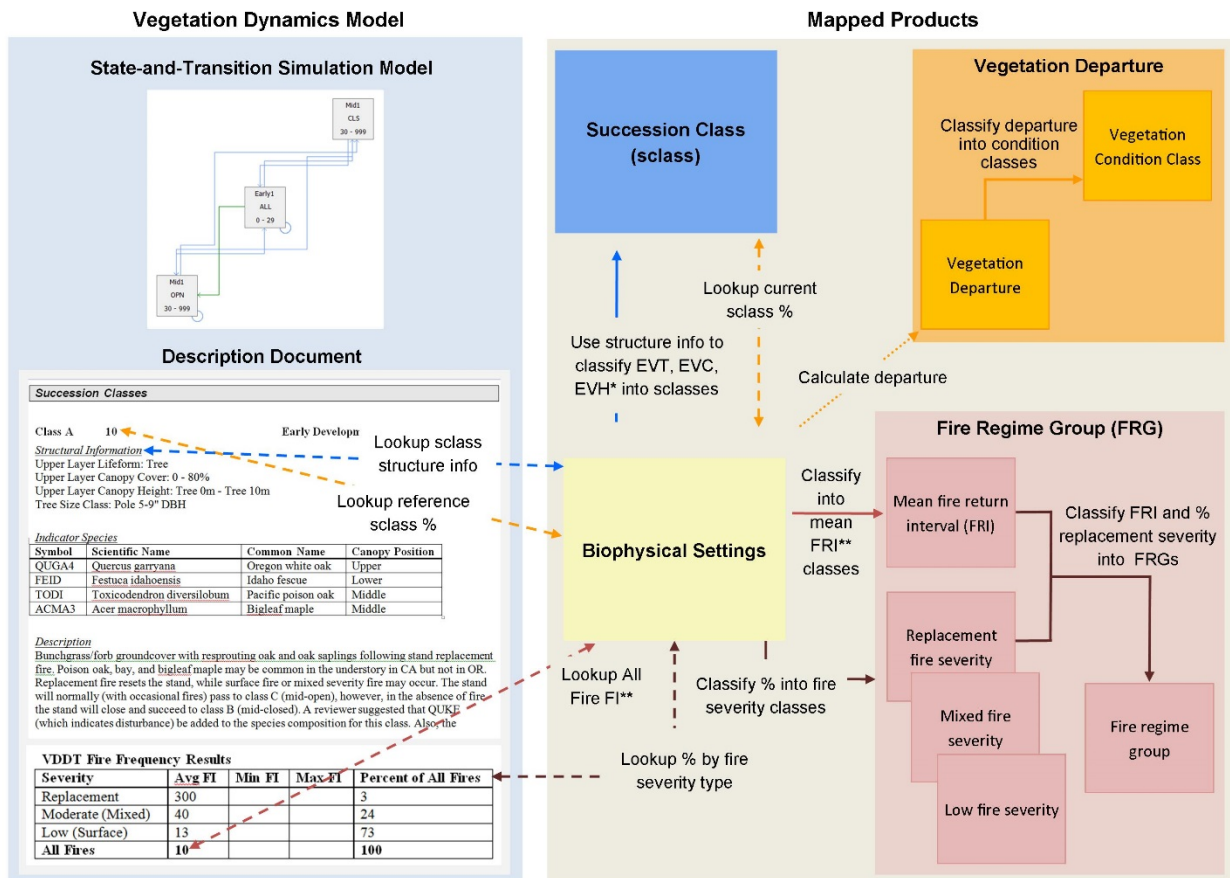 Vegetation Dynamics Model
State-and-Transition Simulation Model
Mid1
CLS
30 - 999
Early1
ALL
0 - 29
Mid1
OPN
30 - 999
Description Document
Succession Classes
Class A 10 Early Developm
Structural Information
Upper Layer Lifeform: Tree
Upper Layer Canopy Cover: 0 - 80%
Upper Layer Canopy Height: Tree 0m - Tree 10m
Tree Size Class: Pole 5-9" DBH
Indicator Species
Symbol Scientific Name Common Name Canopy Position
QUGA4 Quercus garryana Oregon white oak Upper
FEID Festuca idahoensis Idaho fescue Lower
TODI Toxicodendron diversilobum Pacific poison oak Middle
ACMA3 Acer macrophyllum Bigleaf maple Middle
Description
Bunchgrass/forb groundcover with resprouting oak and oak saplings following stand replacement
fire. Poison oak, bay, and bigleaf maple may be common in the understory in CA but not in OR.
Replacement fire resets the stand, while surface fire or mixed severity fire may occur. The stand
will normally (with occasional fires) pass to class C (mid-open), however, in the absence of fire
the stand will close and succeed to class B (mid-closed). A reviewer suggested that QUKE
(which indicates disturbance) be added to the species composition for this class. Also, the
VDDT Fire Frequency Results
Severity Avg FI Min FI Max FI Percent of All Fires
Replacement 300 3
Moderate (Mixed) 40 24
Low (Surface) 13 73
All Fires 10 100
Lookup sclass
structure info
Lookup reference
sclass %
Mapped Products
Succession Class
(sclass)
Use structure info to
classify EVT, EVC,
EVH* into sclasses
Lookup current
sclass %
Calculate departure
Vegetation Departure
Classify departure
into condition
classes
Vegetation
Condition Class
Vegetation
Departure
Biophysical Settings
Classify
into
mean
FRI**
classes
Lookup All
Fire FI**
Classify % into fire
severity classes
Lookup % by fire
severity type
Fire Regime Group (FRG)
Mean fire return
interval (FRI)
Classify FRI and %
replacement severity
into FRGs
Replacement
fire severity
Mixed fire
severity
Low fire severity
Fire regime
group